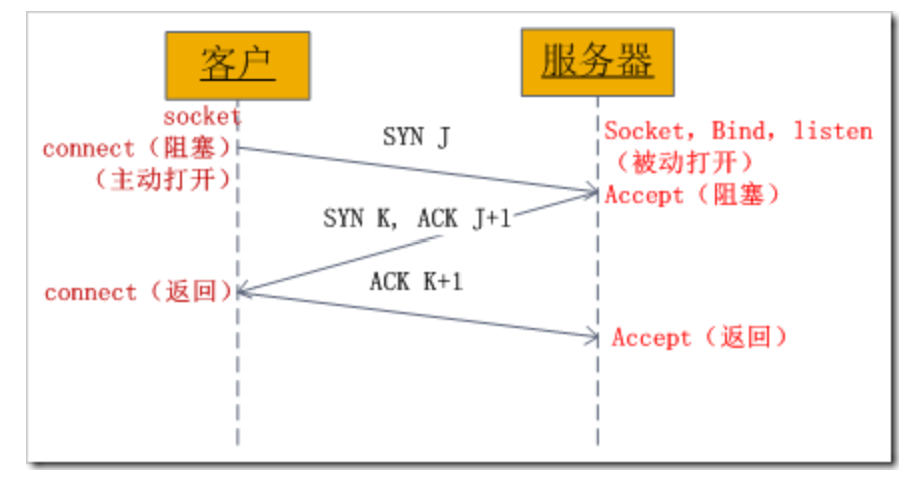 客户
服务器
socket
connect（阻塞）
（主动打开）
SYN J
Socket, Bind, listen
（被动打开）
Accept（阻塞）
SYN K, ACK J+1
connect（返回）
ACK K+1
Accept（返回）